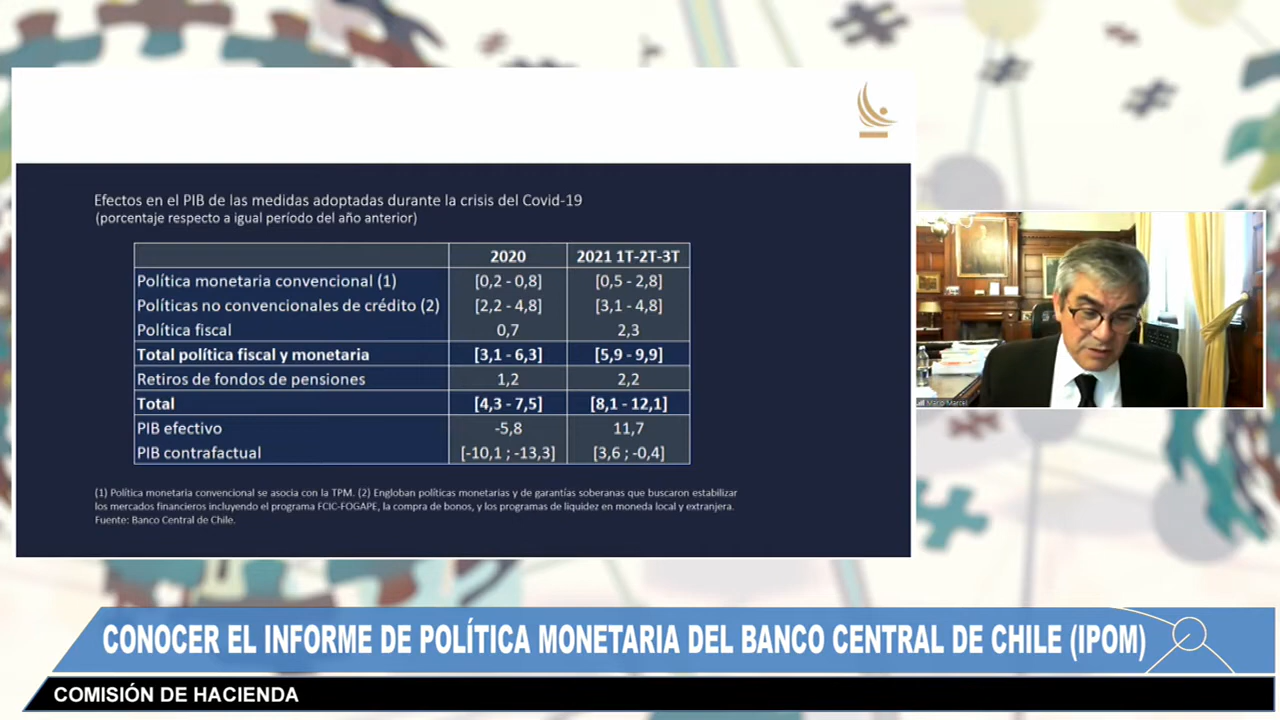 Efectos en el PIB de las medidas adoptadas durante la crisis del Covid-19
(porcentaje respecto a igual período del año anterior)
2020 2021 1T-2T-3T
Política monetaria convencional (1) [0,2 - 0,8] [0,5 - 2,8]
Políticas no convencionales de crédito (2) [2,2 - 4,8] [3,1 - 4,8]
Política fiscal 0,7 2,3
Total política fiscal y monetaria [3,1 - 6,3] [5,9 - 9,9]
Retiros de fondos de pensiones 1,2 2,2
Total [4,3 - 7,5] [8,1 - 12,1]
PIB efectivo -5,8 11,7
PIB contrafactual [-10,1 ; -13,3] [3,6 ; -0,4]
(1) Política monetaria convencional se asocia con la TPM. (2) Engloban políticas monetarias y de garantías soberanas que buscaron estabilizar
los mercados financieros incluyendo el programa FCIC-FOGAPE, la compra de bonos, y los programas de liquidez en moneda local y extranjera.
Fuente: Banco Central de Chile.
Mario Marcel
CONOCER EL INFORME DE POLÍTICA MONETARIA DEL BANCO CENTRAL DE CHILE (IPOM)
COMISIÓN DE HACIENDA